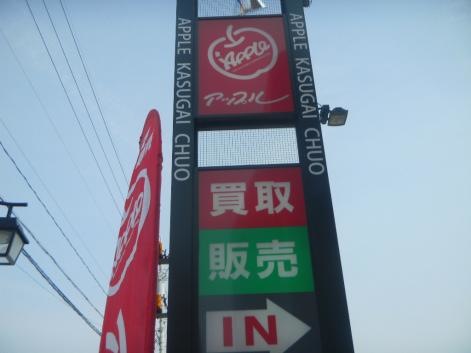 APPLE KASUGAI CHUO
APPLE KASUGAI CHUO
Apple
アップル
買取
販売
IN